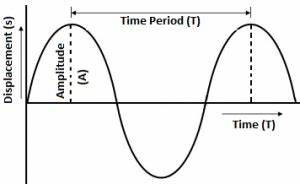 Time Period (T)
Displacement (s)
Amplitude
(A)
Time (T)